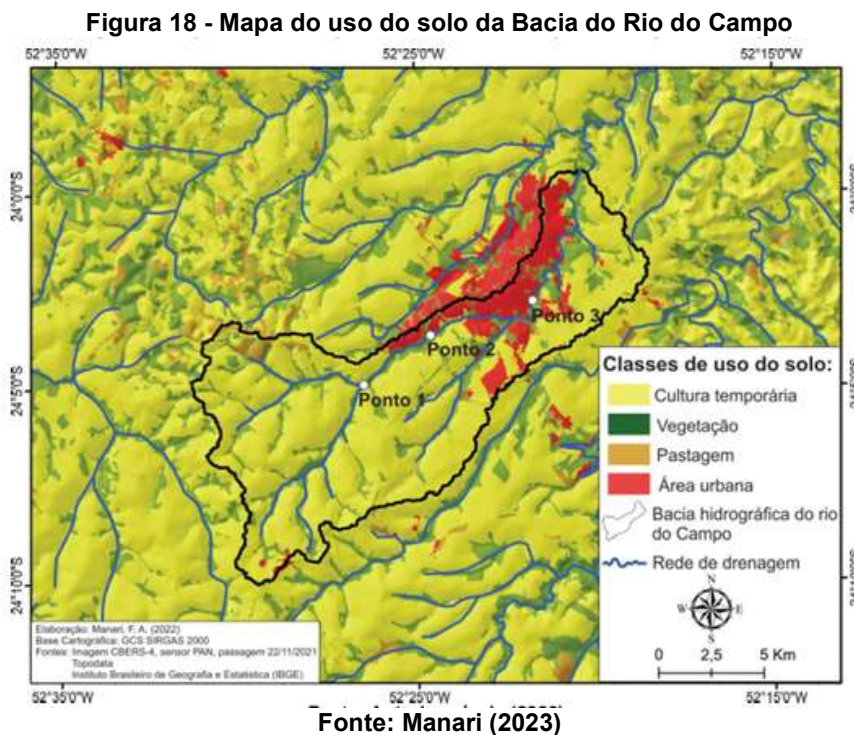 Figura 18 - Mapa do uso do solo da Bacia do Rio do Campo
52°35'0"W
52°25'0"W
52°15'0"W
24°0'0"S
24°5'0"S
24°10'0"S
Ponto 3
Ponto 2
Ponto 1
Classes de uso do solo:
Cultura temporária
Vegetação
Pastagem
Área urbana
Bacia hidrográfica do rio
do Campo
Rede de drenagem
N
W E
S
0 2,5 5 Km
Elaboração: Manari, F. A. (2022)
Base Cartográfica: GCS SIRGAS 2000
Fontes: Imagem CBERS-4, sensor PAN, passagem 22/11/2021
Topodata
Instituto Brasileiro de Geografia e Estatística (IBGE)
52°35'0"W
52°25'0"W
52°15'0"W
Fonte: Manari (2023)